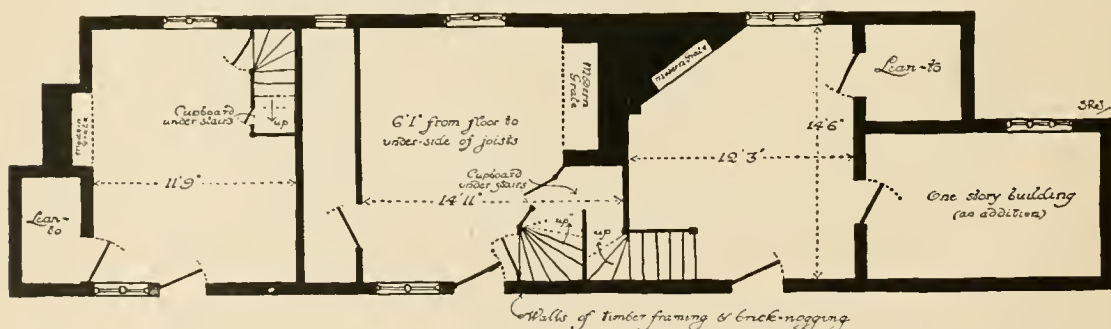 Modern Grate
Lean-
to
11'9"
Cupboard
under stairs
up
6'1" from floor to
under-side of joists
Modern
Grate
14'11"
Cupboard
under stairs
up
up
Modern Grate
12'3"
14'6"
Lean-to
SRJ
One story building
(an addition)
Walls of timber framing & brick-nogging